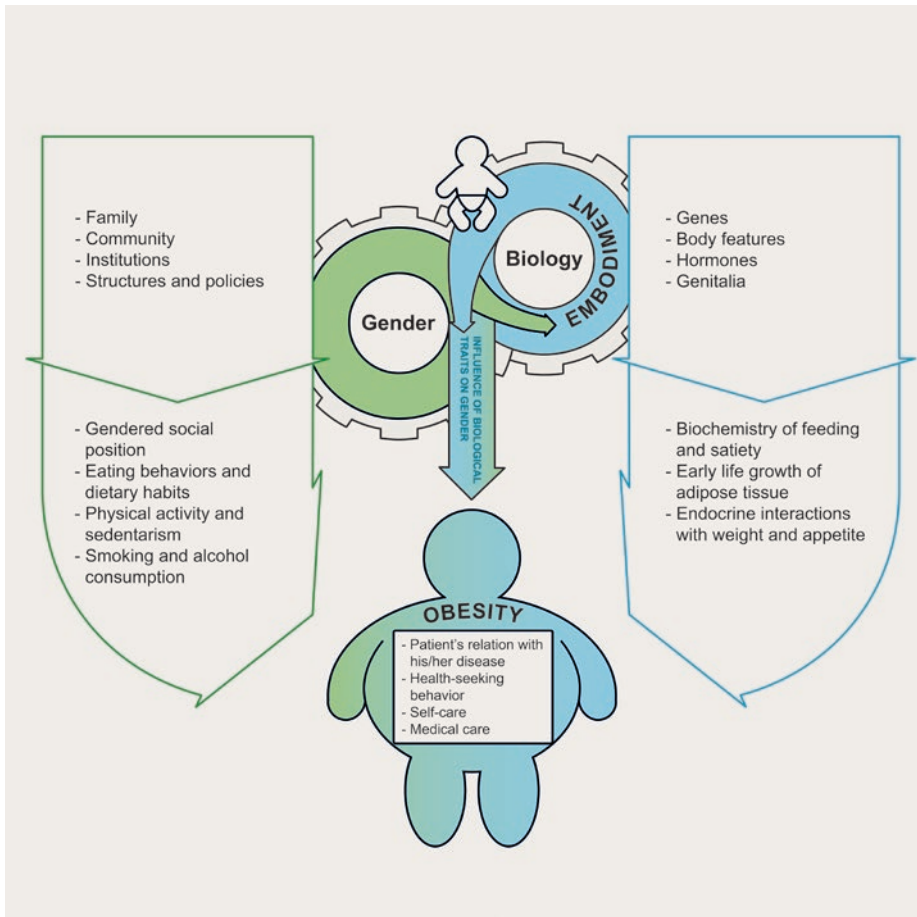 - Family
- Community
- Institutions
- Structures and policies
- Gendered social
position
- Eating behaviors and
dietary habits
- Physical activity and
sedentarism
- Smoking and alcohol
consumption
Gender
Biology
EMBODIMENT
INFLUENCE OF BIOLOGICAL
TRAITS ON GENDER
- Genes
- Body features
- Hormones
- Genitalia
- Biochemistry of feeding
and satiety
- Early life growth of
adipose tissue
- Endocrine interactions
with weight and appetite
OBESITY
- Patient's relation with
his/her disease
- Health-seeking
behavior
- Self-care
- Medical care